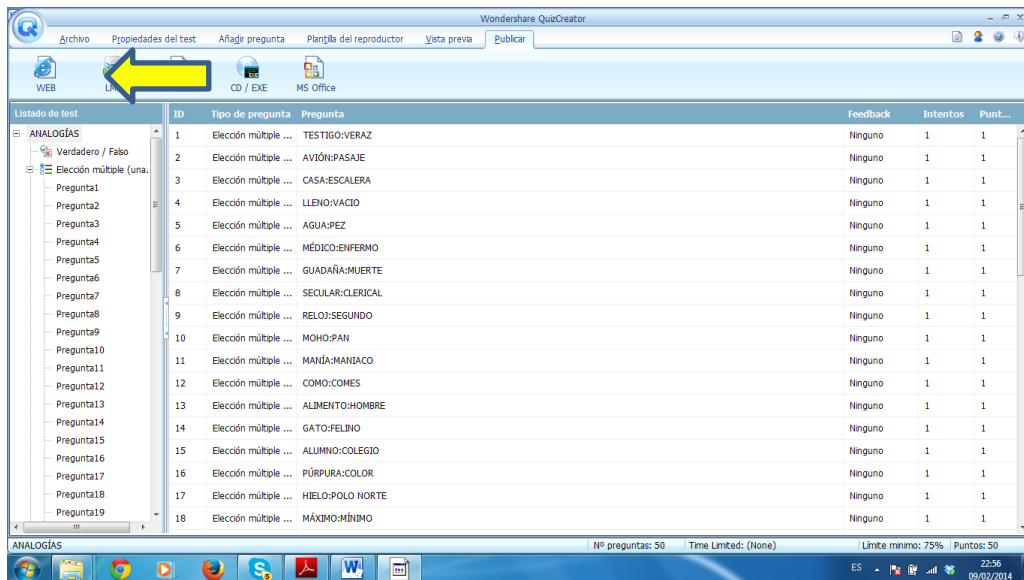 Wondershare QuizCreator
Archivo Propiedades del test Añadir pregunta Plantilla del reproductor Vista previa Publicar
WEB CD / EXE MS Office
Listado de test
ANALOGÍAS
Verdadero / Falso
Elección múltiple (una.
Pregunta1
Pregunta2
Pregunta3
Pregunta4
Pregunta5
Pregunta6
Pregunta7
Pregunta8
Pregunta9
Pregunta10
Pregunta11
Pregunta12
Pregunta13
Pregunta14
Pregunta15
Pregunta16
Pregunta17
Pregunta18
Pregunta19
ID Tipo de pregunta Pregunta Feedback Intentos Punt...
1 Elección múltiple ... TESTIGO:VERAZ Ninguno 1 1
2 Elección múltiple ... AVIÓN:PASAJE Ninguno 1 1
3 Elección múltiple ... CASA:ESCALERA Ninguno 1 1
4 Elección múltiple ... LLENO:VACIO Ninguno 1 1
5 Elección múltiple ... AGUA:PEZ Ninguno 1 1
6 Elección múltiple ... MÉDICO:ENFERMO Ninguno 1 1
7 Elección múltiple ... GUADAÑA:MUERTE Ninguno 1 1
8 Elección múltiple ... SECULAR:CLERICAL Ninguno 1 1
9 Elección múltiple ... RELOJ:SEGUNDO Ninguno 1 1
10 Elección múltiple ... MOHO:PAN Ninguno 1 1
11 Elección múltiple ... MANÍA:MANIACO Ninguno 1 1
12 Elección múltiple ... COMO:COMES Ninguno 1 1
13 Elección múltiple ... ALIMENTO:HOMBRE Ninguno 1 1
14 Elección múltiple ... GATO:FELINO Ninguno 1 1
15 Elección múltiple ... ALUMNO:COLEGIO Ninguno 1 1
16 Elección múltiple ... PÚRPURA:COLOR Ninguno 1 1
17 Elección múltiple ... HIELO:POLO NORTE Ninguno 1 1
18 Elección múltiple ... MÁXIMO:MÍNIMO Ninguno 1 1
ANALOGÍAS Nº preguntas: 50 Time Limited: (None) Límite minimo: 75% Puntos: 50
ES 22:56
09/02/2014